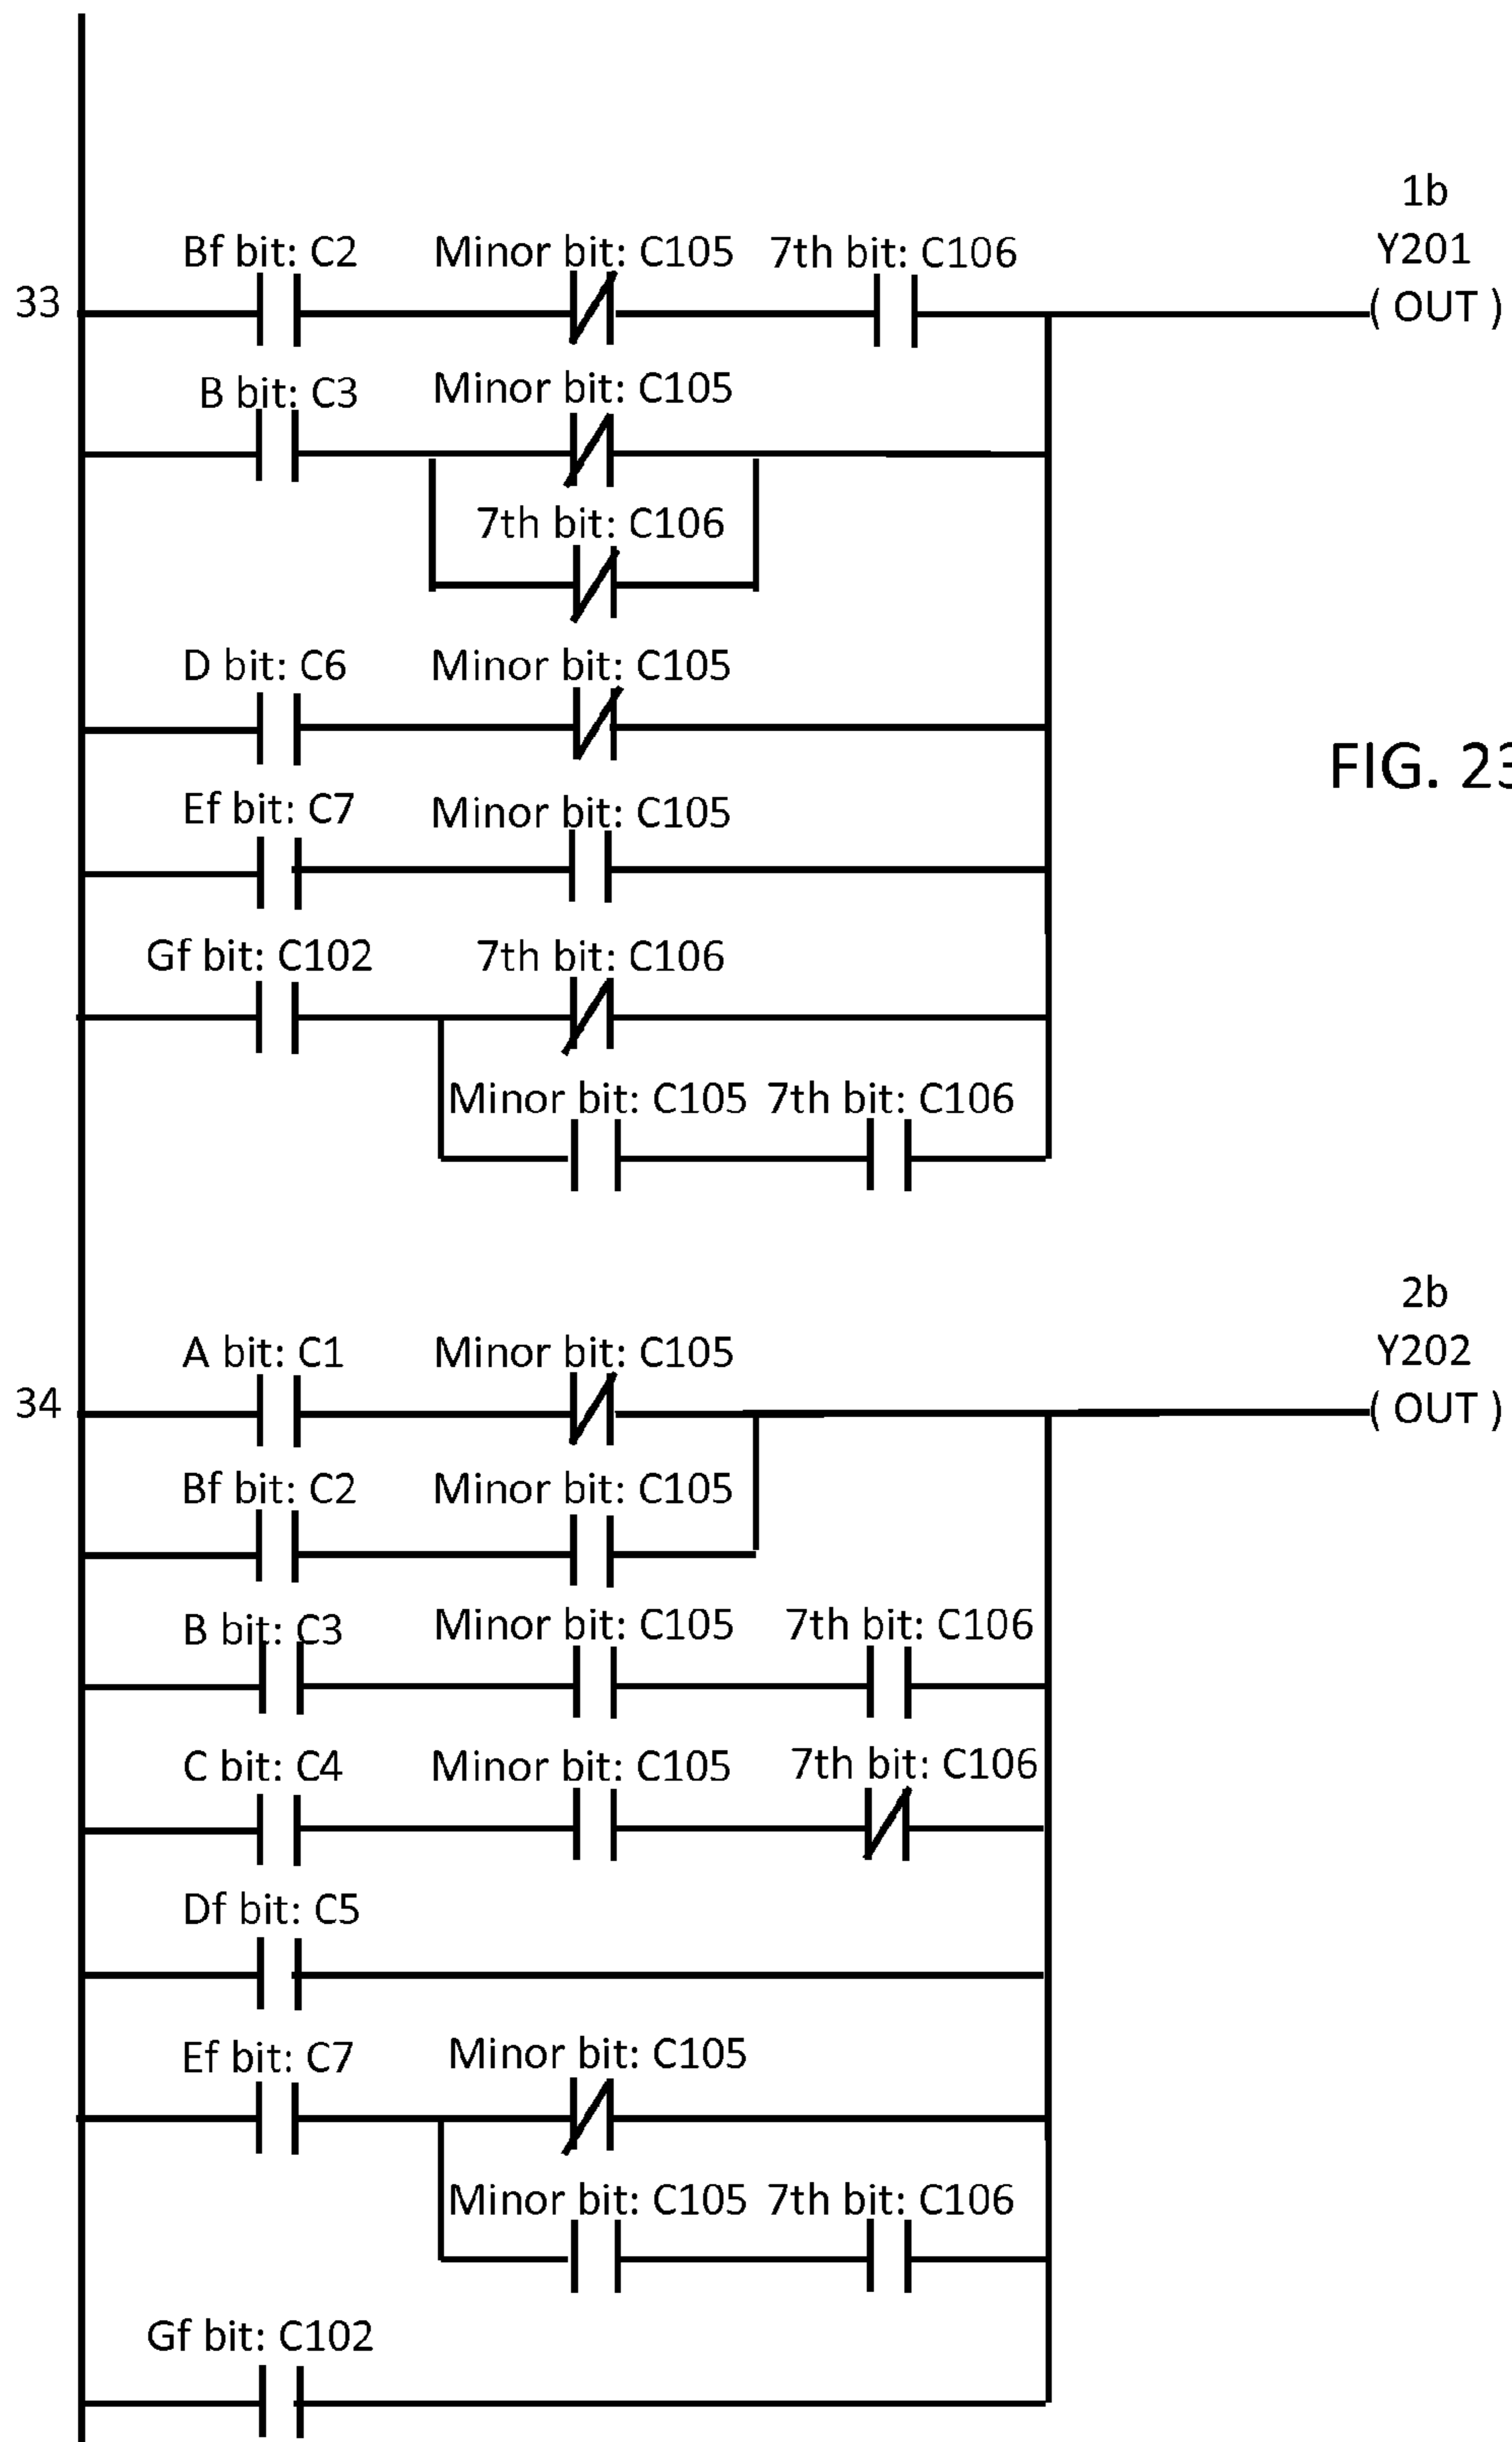 1b
Y201
( OUT )
33
Bf bit: C2 Minor bit: C105 7th bit: C106
B bit: C3 Minor bit: C105
7th bit: C106
D bit: C6 Minor bit: C105
FIG. 23
Ef bit: C7 Minor bit: C105
Gf bit: C102 7th bit: C106
Minor bit: C105 7th bit: C106
2b
Y202
( OUT )
34
A bit: C1 Minor bit: C105
Bf bit: C2 Minor bit: C105
B bit: C3 Minor bit: C105 7th bit: C106
C bit: C4 Minor bit: C105 7th bit: C106
Df bit: C5
Ef bit: C7 Minor bit: C105
Minor bit: C105 7th bit: C106
Gf bit: C102